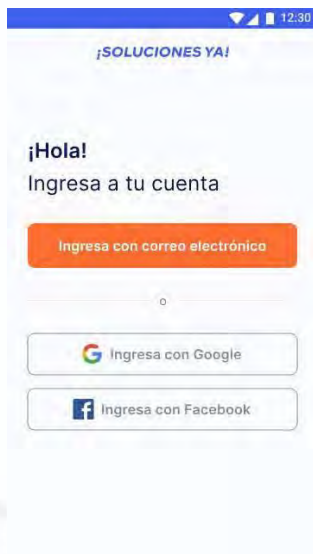 12:30
¡SOLUCIONES YA!
¡Hola!
Ingresa a tu cuenta
Ingresa con correo electrónico
o
Ingresa con Google
Ingresa con Facebook